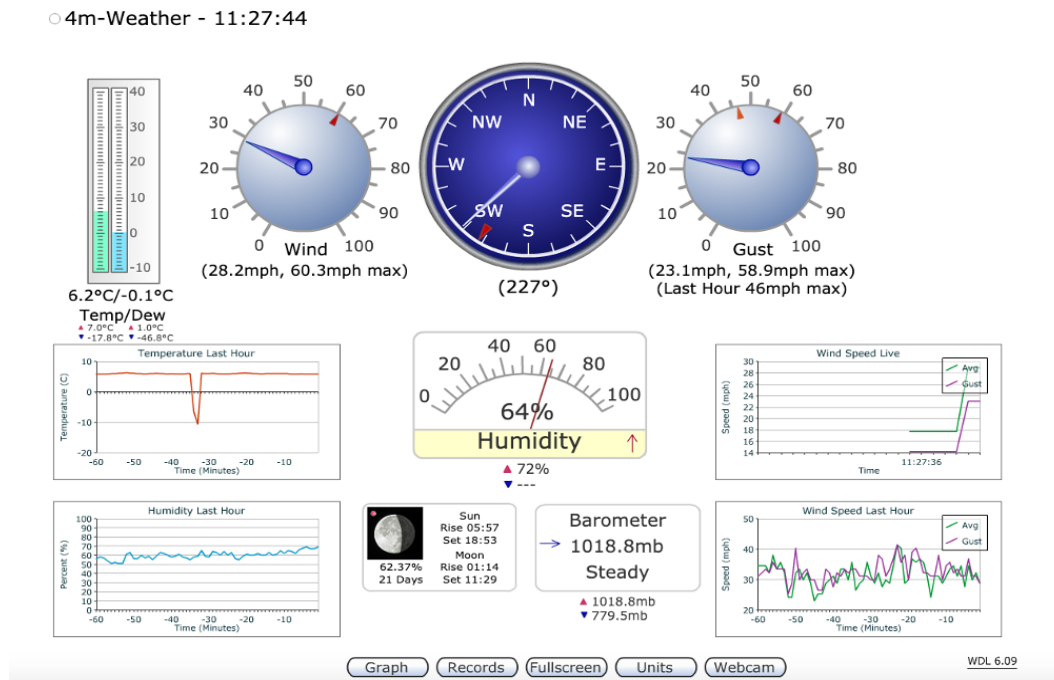 4m-Weather - 11:27:44
40
30
20
10
0
-10
6.2°C/-0.1°C
Temp/Dew
7.0°C 1.0°C
-17.8°C -46.8°C
0 10 20 30 40 50 60 70 80 90 100
Wind
(28.2mph, 60.3mph max)
N
NW NE
W E
SW SE
S
(227°)
0 10 20 30 40 50 60 70 80 90 100
Gust
(23.1mph, 58.9mph max)
(Last Hour 46mph max)
Temperature Last Hour
Temperature (C)
10
0
-10
-20
-60 -50 -40 -30 -20 -10
Time (Minutes)
0 20 40 60 80 100
64%
Humidity
72%
---
Wind Speed Live
Speed (mph)
30
28
26
24
22
20
18
16
14
Avg
Gust
11:27:36
Time
Humidity Last Hour
Percent (%)
100
90
80
70
60
50
40
30
20
10
0
-60 -50 -40 -30 -20 -10
Time (Minutes)
62.37%
21 Days
Sun
Rise 05:57
Set 18:53
Moon
Rise 01:14
Set 11:29
Barometer
1018.8mb
Steady
1018.8mb
779.5mb
Wind Speed Last Hour
Speed (mph)
50
40
30
20
Avg
Gust
-60 -50 -40 -30 -20 -10
Time (Minutes)
Graph Records Fullscreen Units Webcam
WDL 6.09